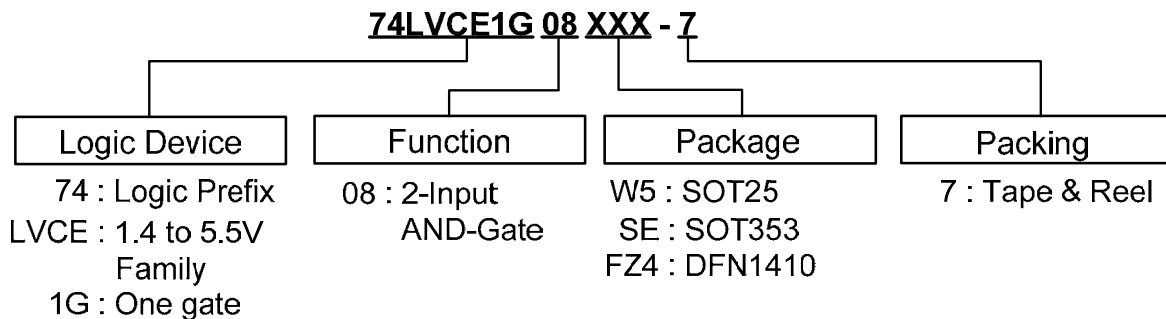 74LVCE1G 08 XXX - 7
Logic Device
74 : Logic Prefix
LVCE : 1.4 to 5.5V
Family
1G : One gate
Function
08 : 2-Input
AND-Gate
Package
W5 : SOT25
SE : SOT353
FZ4 : DFN1410
Packing
7 : Tape & Reel